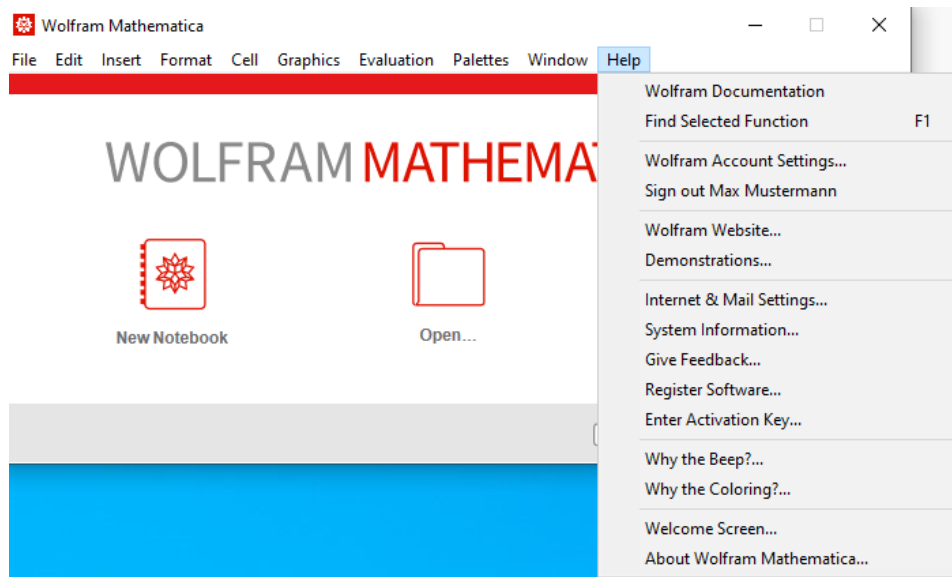 Wolfram Mathematica
File Edit Insert Format Cell Graphics Evaluation Palettes Window Help
WOLFRAM MATHEMA
New Notebook
Open...
Wolfram Documentation
Find Selected Function F1
Wolfram Account Settings...
Sign out Max Mustermann
Wolfram Website...
Demonstrations...
Internet & Mail Settings...
System Information...
Give Feedback...
Register Software...
Enter Activation Key...
Why the Beep?...
Why the Coloring?...
Welcome Screen...
About Wolfram Mathematica...